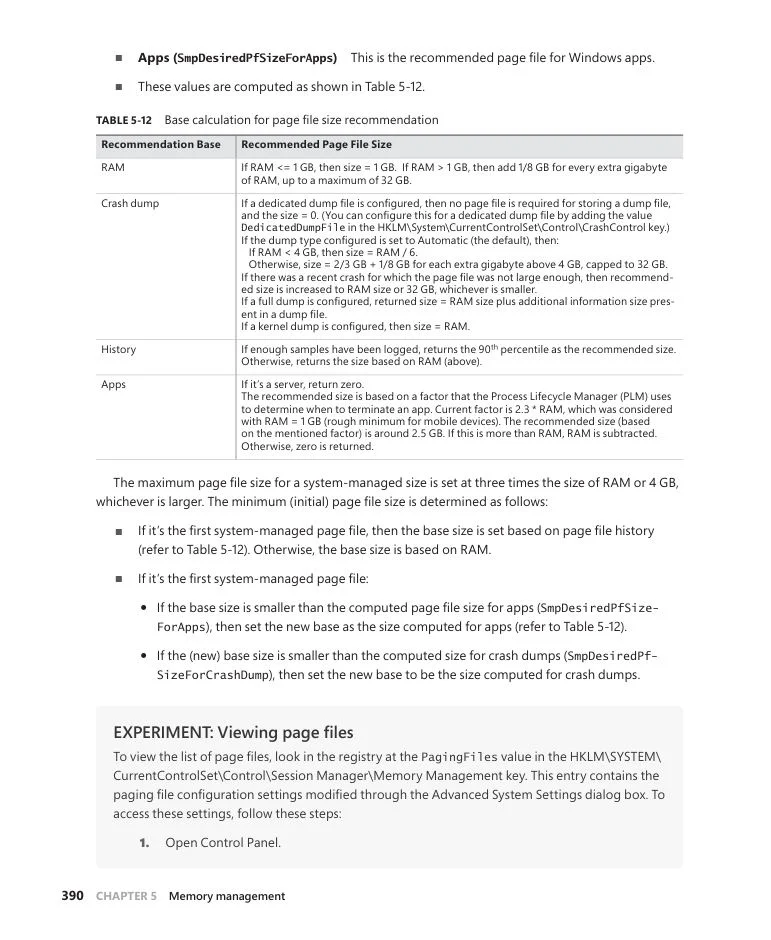 ■ Apps (SmpDesiredPfSizeForApps) This is the recommended page file for Windows apps.
■ These values are computed as shown in Table 5-12.
TABLE 5-12 Base calculation for page file size recommendation
Recommendation Base Recommended Page File Size
RAM If RAM <= 1 GB, then size = 1 GB. If RAM > 1 GB, then add 1/8 GB for every extra gigabyte
of RAM, up to a maximum of 32 GB.
Crash dump If a dedicated dump file is configured, then no page file is required for storing a dump file,
and the size = 0. (You can configure this for a dedicated dump file by adding the value
DedicatedDumpFile in the HKLM\System\CurrentControlSet\Control\CrashControl key.)
If the dump type configured is set to Automatic (the default), then:
If RAM < 4 GB, then size = RAM / 6.
Otherwise, size = 2/3 GB + 1/8 GB for each extra gigabyte above 4 GB, capped to 32 GB.
If there was a recent crash for which the page file was not large enough, then recommend-
ed size is increased to RAM size or 32 GB, whichever is smaller.
If a full dump is configured, returned size = RAM size plus additional information size pres-
ent in a dump file.
If a kernel dump is configured, then size = RAM.
History If enough samples have been logged, returns the 90th percentile as the recommended size.
Otherwise, returns the size based on RAM (above).
Apps If it's a server, return zero.
The recommended size is based on a factor that the Process Lifecycle Manager (PLM) uses
to determine when to terminate an app. Current factor is 2.3 * RAM, which was considered
with RAM = 1 GB (rough minimum for mobile devices). The recommended size (based
on the mentioned factor) is around 2.5 GB. If this is more than RAM, RAM is subtracted.
Otherwise, zero is returned.
The maximum page file size for a system-managed size is set at three times the size of RAM or 4 GB,
whichever is larger. The minimum (initial) page file size is determined as follows:
■ If it's the first system-managed page file, then the base size is set based on page file history
(refer to Table 5-12). Otherwise, the base size is based on RAM.
■ If it's the first system-managed page file:
• If the base size is smaller than the computed page file size for apps (SmpDesiredPfSize-
ForApps), then set the new base as the size computed for apps (refer to Table 5-12).
• If the (new) base size is smaller than the computed size for crash dumps (SmpDesiredPf-
SizeForCrashDump), then set the new base to be the size computed for crash dumps.
EXPERIMENT: Viewing page files
To view the list of page files, look in the registry at the PagingFiles value in the HKLM\SYSTEM\
CurrentControlSet\Control\Session Manager\Memory Management key. This entry contains the
paging file configuration settings modified through the Advanced System Settings dialog box. To
access these settings, follow these steps:
1. Open Control Panel.
390 CHAPTER 5 Memory management